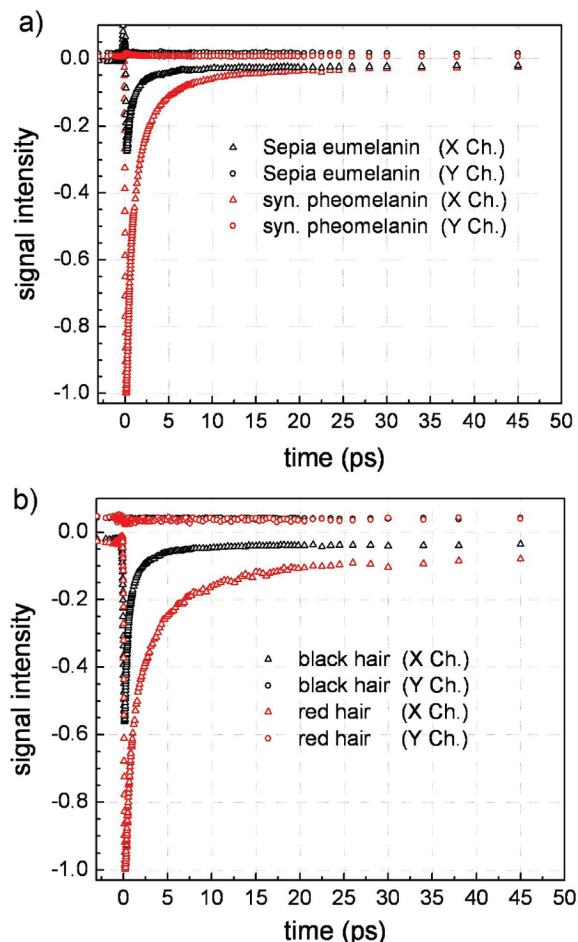 a)
0.0
-0.2
-0.4
-0.6
-0.8
-1.0
signal intensity
Sepia eumelanin (X Ch.)
Sepia eumelanin (Y Ch.)
syn. pheomelanin (X Ch.)
syn. pheomelanin (Y Ch.)
0 5 10 15 20 25 30 35 40 45 50
time (ps)
b)
0.0
-0.2
-0.4
-0.6
-0.8
-1.0
signal intensity
black hair (X Ch.)
black hair (Y Ch.)
red hair (X Ch.)
red hair (Y Ch.)
0 5 10 15 20 25 30 35 40 45 50
time (ps)